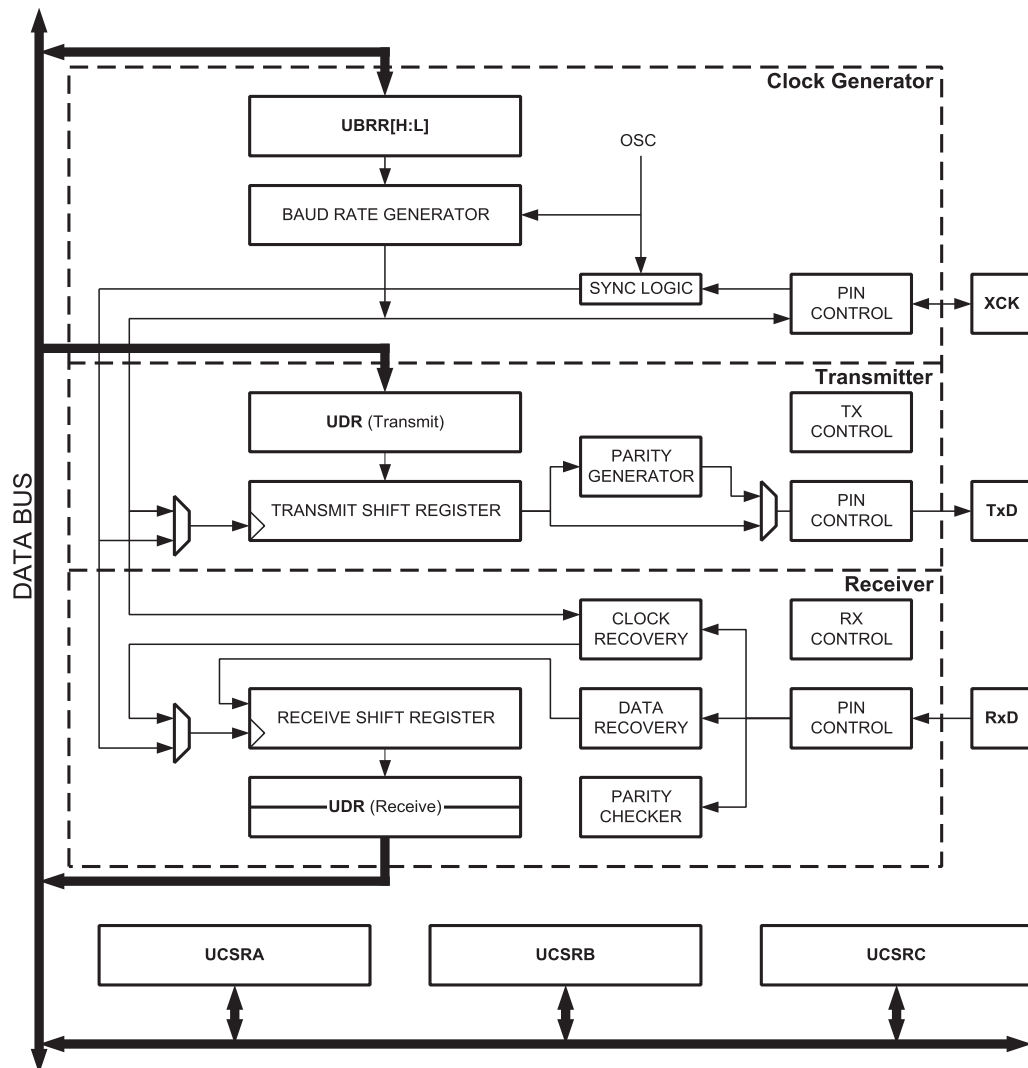 Clock Generator
UBRR[H:L]
OSC
BAUD RATE GENERATOR
SYNC LOGIC
PIN
CONTROL
XCK
Transmitter
UDR (Transmit)
TX
CONTROL
PARITY
GENERATOR
TRANSMIT SHIFT REGISTER
PIN
CONTROL
TxD
DATA BUS
Receiver
CLOCK
RECOVERY
RX
CONTROL
RECEIVE SHIFT REGISTER
DATA
RECOVERY
PIN
CONTROL
RxD
UDR (Receive)
PARITY
CHECKER
UCSRA
UCSRB
UCSRC